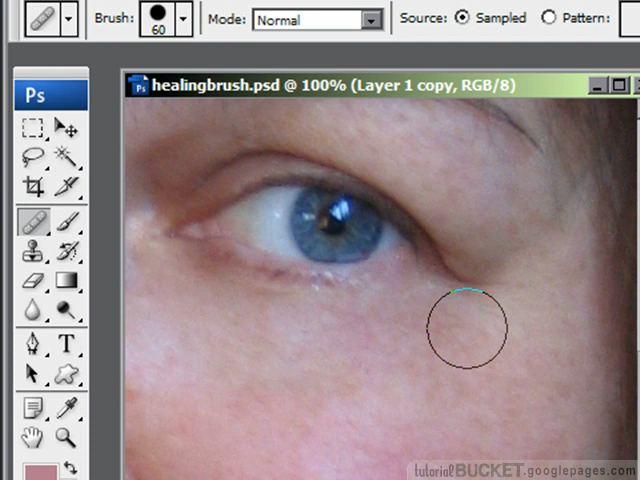 Brush: 60 Mode: Normal Source: Sampled Pattern:
Ps
Ps healingbrush.psd @ 100% (Layer 1 copy, RGB/8)
T
tutorialBUCKET.googlepages.com